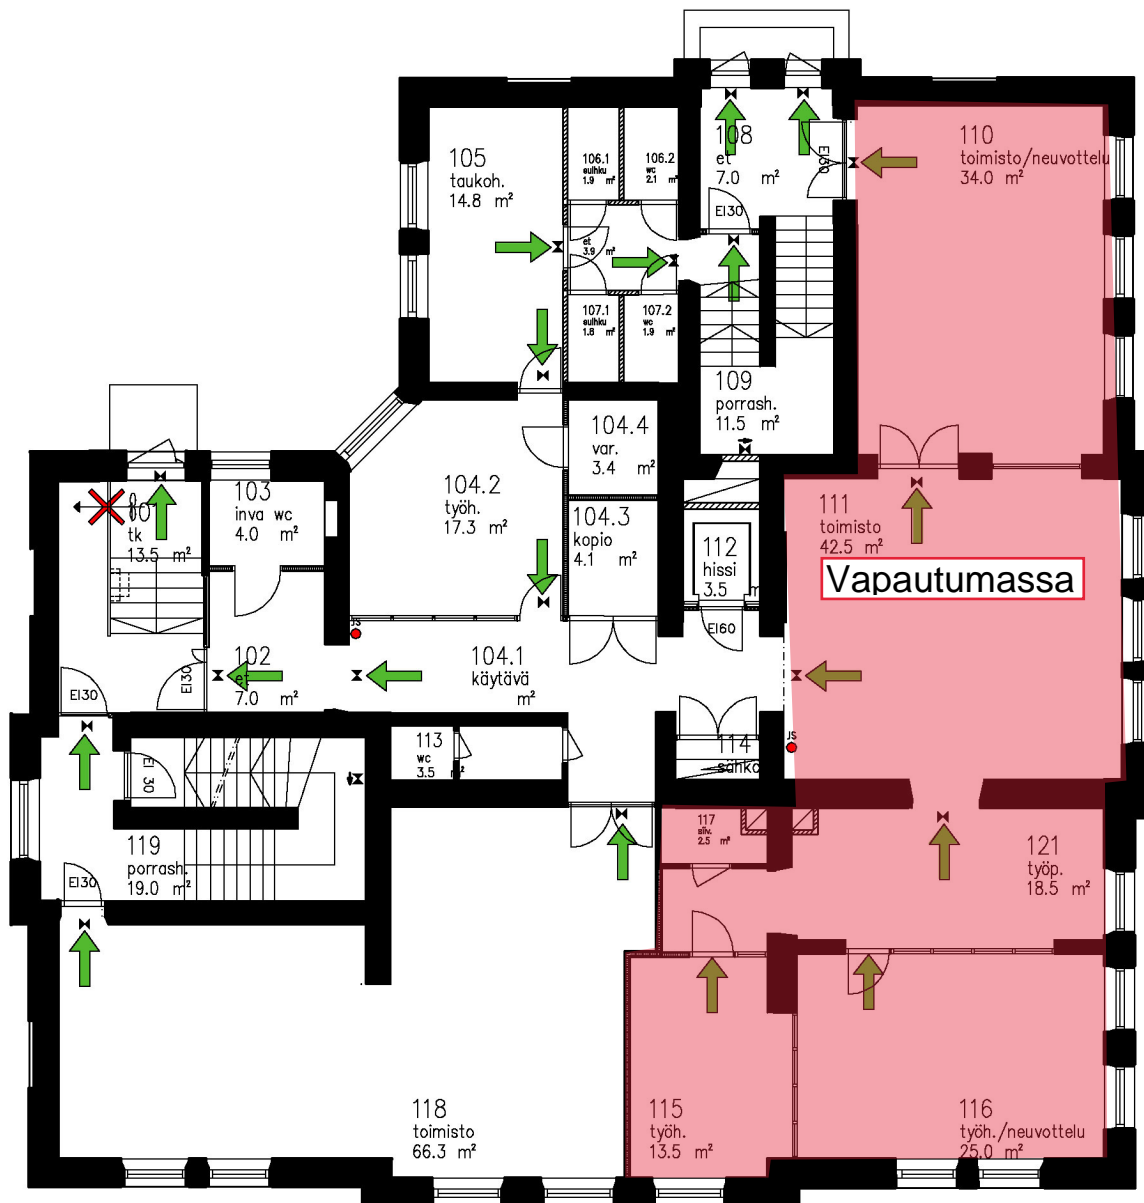 105
taukoh.
14.8 m²
106.1
suihku
1.9 m²
106.2
wc
2.1 m²
108
et
7.0 m²
EI30
EI30
110
toimisto/neuvottelu
34.0 m²
et
3.9 m²
107.1
suihku
1.8 m²
107.2
wc
1.9 m²
109
porrash.
11.5 m²
104.4
var.
3.4 m²
104.2
työh.
17.3 m²
104.3
kopio
4.1 m²
103
inva wc
4.0 m²
tk
13.5 m²
112
hissi
3.5 m
EI60
111
toimisto
42.5 m²
Vapautumassa
JS
102
et
7.0 m²
EI30
EI30
104.1
käytävä
m²
JS
113
wc
3.5 m²
114
sähkö
EI 30
119
porrash.
19.0 m²
EI30
117
siiv.
2.5 m²
121
työp.
18.5 m²
118
toimisto
66.3 m²
115
työh.
13.5 m²
116
työh./neuvottelu
25.0 m²